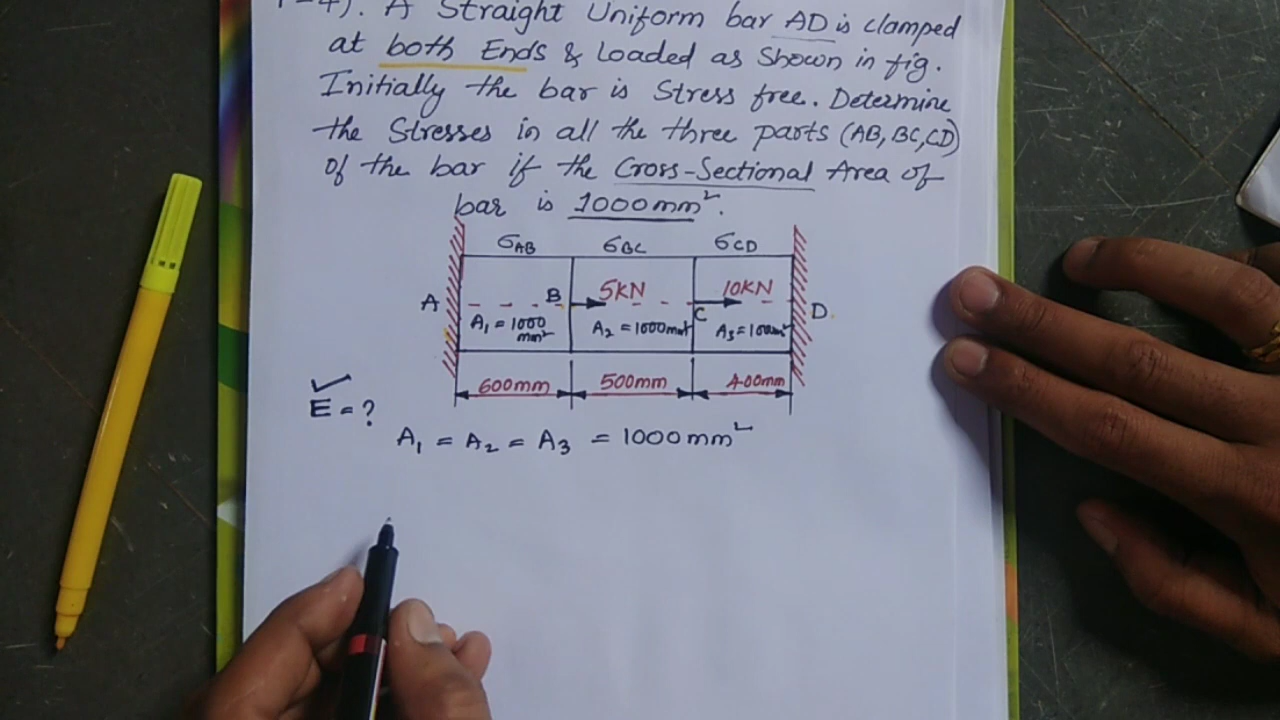 -4). A Straight Uniform bar AD is clamped
at both Ends & Loaded as Shown in fig.
Initially the bar is Stress free. Determine
the Stresses in all the three parts (AB, BC, CD)
of the bar if the Cross-Sectional Area of
bar is 1000mm².
σAB σBC σCD
A B 5KN C 10KN D
A₁ = 1000 mm² A₂ = 1000mm² A₃ =
600mm 500mm 400mm
E = ?
A₁ = A₂ = A₃ = 1000mm²